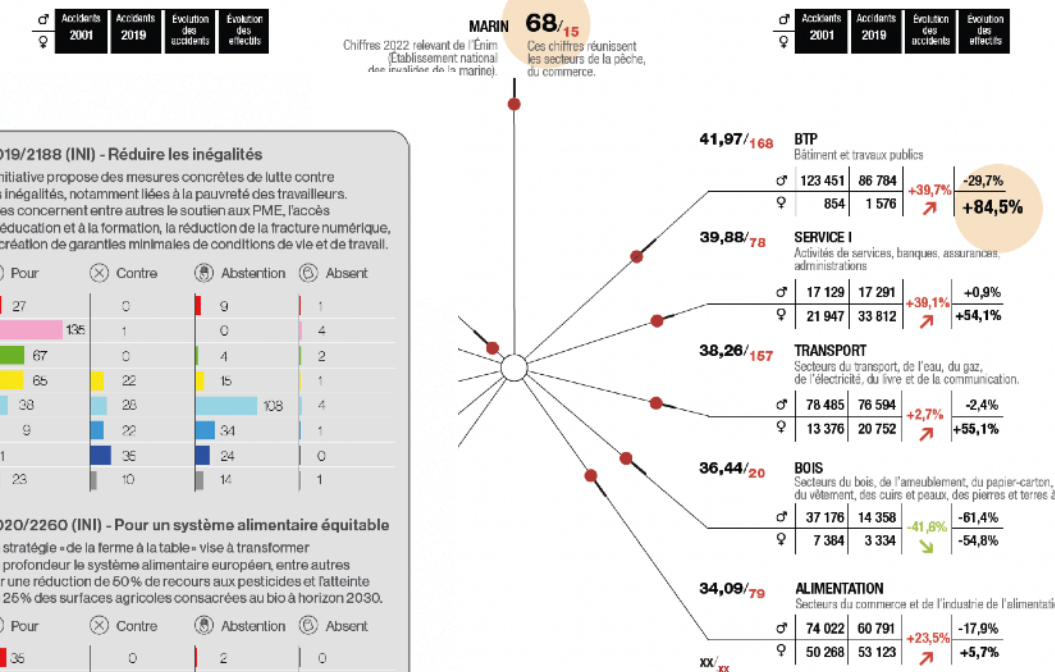 ♂ Accidents 2001 Accidents 2019 Évolution des accidents Évolution des effectifs
♀
MARIN 68/15
Chiffres 2022 relevant de l'Énim
(Établissement national
des invalides de la marine).
Ces chiffres réunissent
les secteurs de la pêche,
du commerce.
♂ Accidents 2001 Accidents 2019 Évolution des accidents Évolution des effectifs
♀
019/2188 (INI) - Réduire les inégalités
nitiative propose des mesures concrètes de lutte contre
s inégalités, notamment liées à la pauvreté des travailleurs.
es concernent entre autres le soutien aux PME, l'accès
éducation et à la formation, la réduction de la fracture numérique,
création de garanties minimales de conditions de vie et de travail.
Pour Contre Abstention Absent
27 0 9 1
135 1 0 4
67 0 4 2
65 22 15 1
38 28 108 4
9 22 34 1
1 35 24 0
23 10 14 1
020/2260 (INI) - Pour un système alimentaire équitable
stratégie «de la ferme à la table» vise à transformer
profondeur le système alimentaire européen, entre autres
r une réduction de 50% de recours aux pesticides et l'atteinte
25% des surfaces agricoles consacrées au bio à horizon 2030.
Pour Contre Abstention Absent
35 0 2 0
41,97/168 BTP
Bâtiment et travaux publics
♂ 123 451 86 784 +39,7% -29,7%
♀ 854 1 576 +84,5%
39,88/78 SERVICE I
Activités de services, banques, assurances,
administrations
♂ 17 129 17 291 +39,1% +0,9%
♀ 21 947 33 812 +54,1%
38,26/157 TRANSPORT
Secteurs du transport, de l'eau, du gaz,
de l'électricité, du livre et de la communication.
♂ 78 485 76 594 +2,7% -2,4%
♀ 13 376 20 752 +55,1%
36,44/20 BOIS
Secteurs du bois, de l'ameublement, du papier-carton,
du vêtement, des cuirs et peaux, des pierres et terres à
♂ 37 176 14 358 -41,6% -61,4%
♀ 7 384 3 334 -54,8%
34,09/79 ALIMENTATION
Secteurs du commerce et de l'industrie de l'alimentati
♂ 74 022 60 791 +23,5% -17,9%
♀ 50 268 53 123 +5,7%
xx/xx